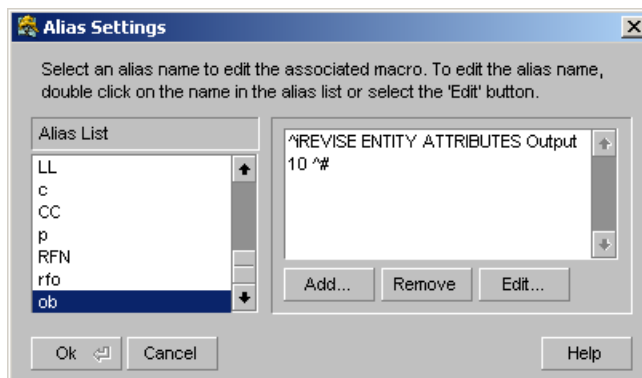 Alias Settings
Select an alias name to edit the associated macro. To edit the alias name,
double click on the name in the alias list or select the 'Edit' button.
Alias List
LL
c
CC
p
RFN
rfo
ob
^iREVISE ENTITY ATTRIBUTES Output
10 ^#
Add... Remove Edit...
Ok Cancel Help